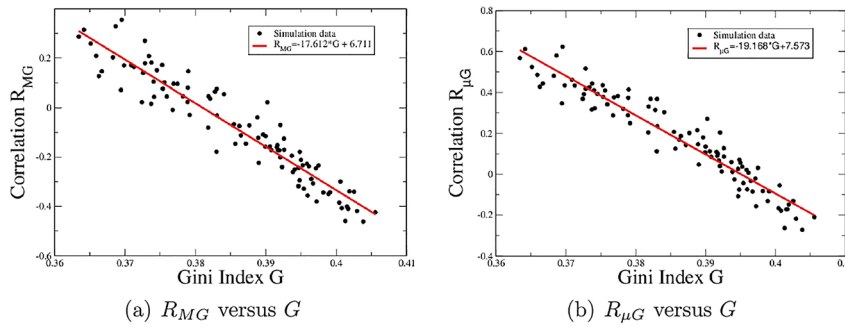 Correlation R_MG
0.2
0
-0.2
-0.4
-0.6
Simulation data
R_MG=-17.612*G + 6.711
0.36
0.37
0.38
0.39
0.4
0.41
Gini Index G
(a) R_MG versus G
Correlation R_μG
0.8
0.6
0.4
0.2
0
-0.2
-0.4
Simulation data
R_μG=-19.168*G+7.573
0.36
0.37
0.38
0.39
0.4
Gini Index G
(b) R_μG versus G